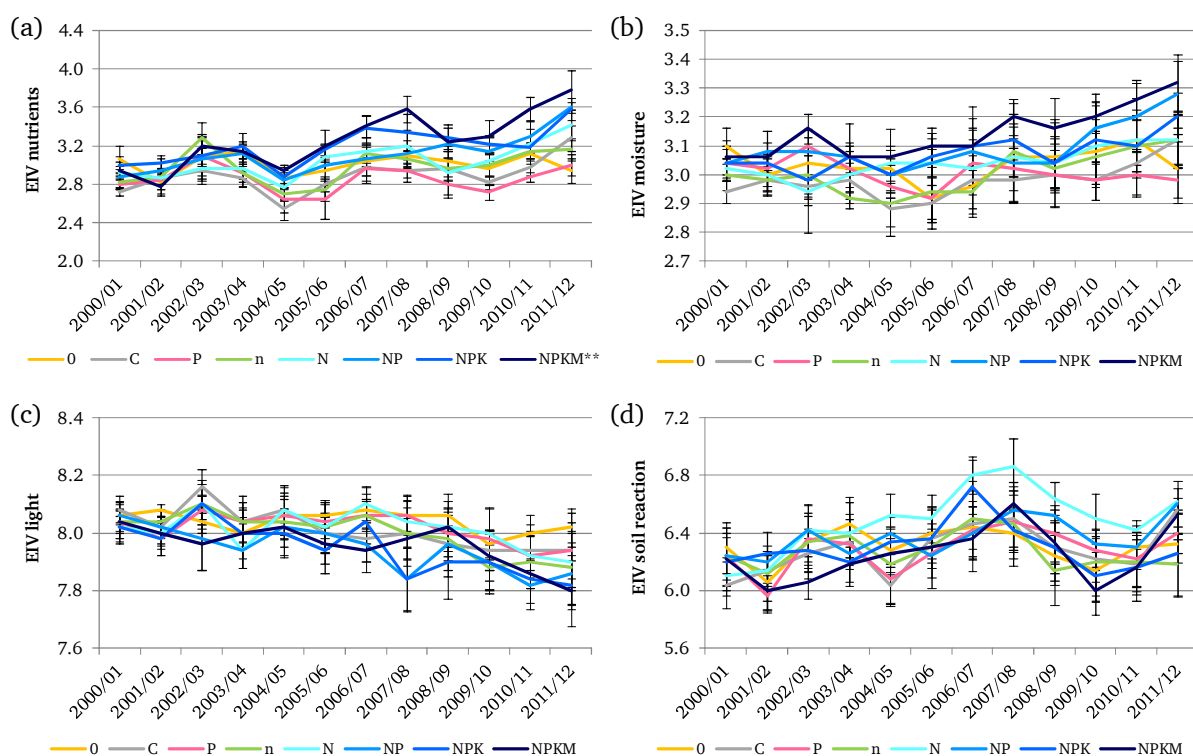 (a)
EIV nutrients
4.4
4.0
3.6
3.2
2.8
2.4
2.0
2000/01 2001/02 2002/03 2003/04 2004/05 2005/06 2006/07 2007/08 2008/09 2009/10 2010/11 2011/12
0 C P n N NP NPK NPKM**
(b)
EIV moisture
3.5
3.4
3.3
3.2
3.1
3.0
2.9
2.8
2.7
2000/01 2001/02 2002/03 2003/04 2004/05 2005/06 2006/07 2007/08 2008/09 2009/10 2010/11 2011/12
0 C P n N NP NPK NPKM
(c)
EIV light
8.4
8.2
8.0
7.8
7.6
2000/01 2001/02 2002/03 2003/04 2004/05 2005/06 2006/07 2007/08 2008/09 2009/10 2010/11 2011/12
0 C P n N NP NPK NPKM
(d)
EIV soil reaction
7.2
6.8
6.4
6.0
5.6
2000/01 2001/02 2002/03 2003/04 2004/05 2005/06 2006/07 2007/08 2008/09 2009/10 2010/11 2011/12
0 C P n N NP NPK NPKM